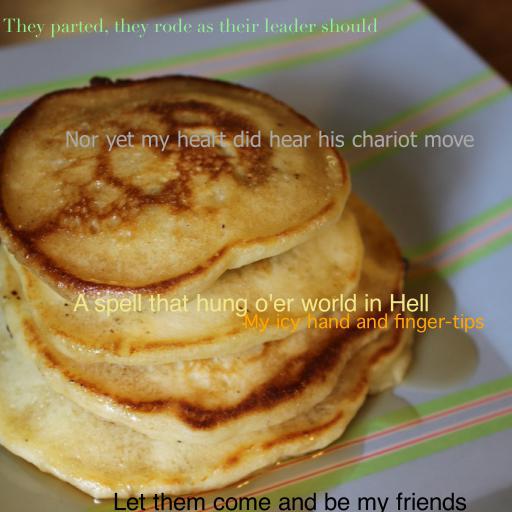 They parted, they rode as their leader should
Nor yet my heart did hear his chariot move
A spell that hung o'er world in Hell
My icy hand and finger-tips
Let them come and be my friends